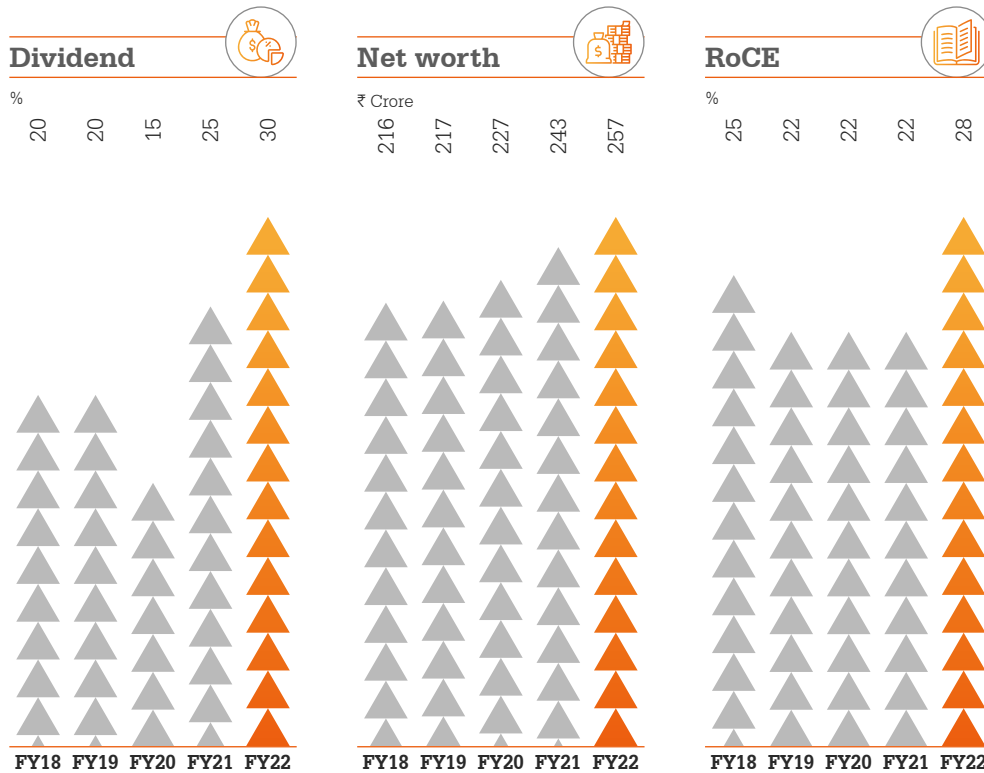 Dividend
%
20 20 15 25 30
FY18 FY19 FY20 FY21 FY22
Net worth
₹ Crore
216 217 227 243 257
FY18 FY19 FY20 FY21 FY22
RoCE
%
25 22 22 22 28
FY18 FY19 FY20 FY21 FY22